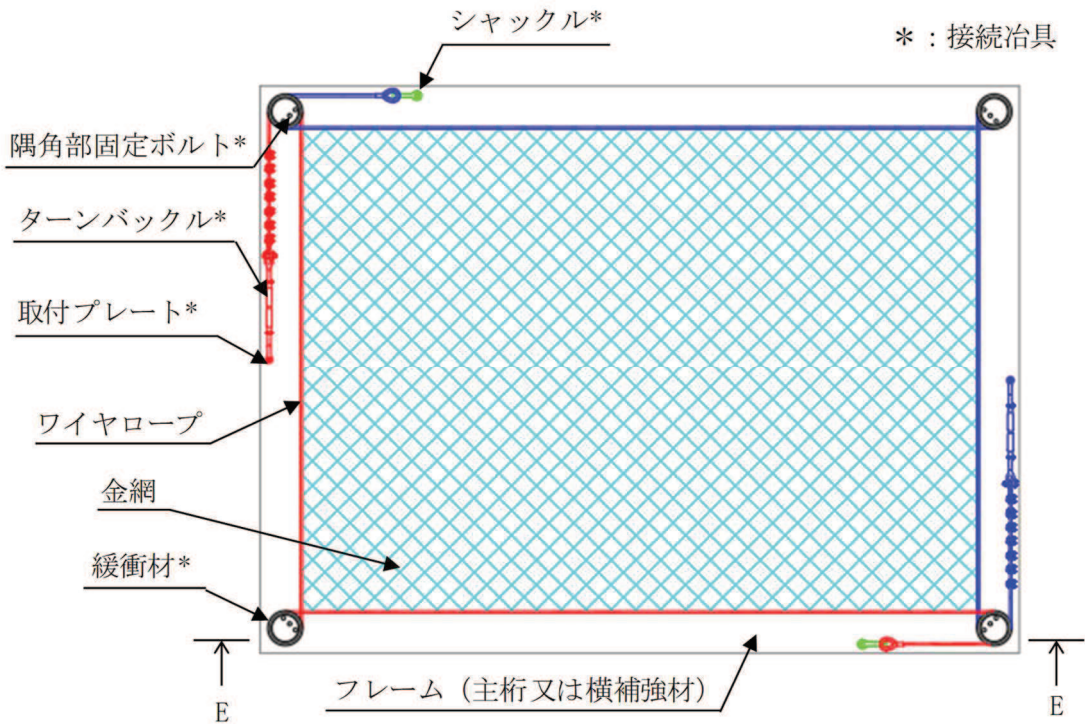 シャックル*
*：接続冶具
隅角部固定ボルト*
ターンバックル*
取付プレート*
ワイヤロープ
金網
緩衝材*
フレーム（主桁又は横補強材）
E
E